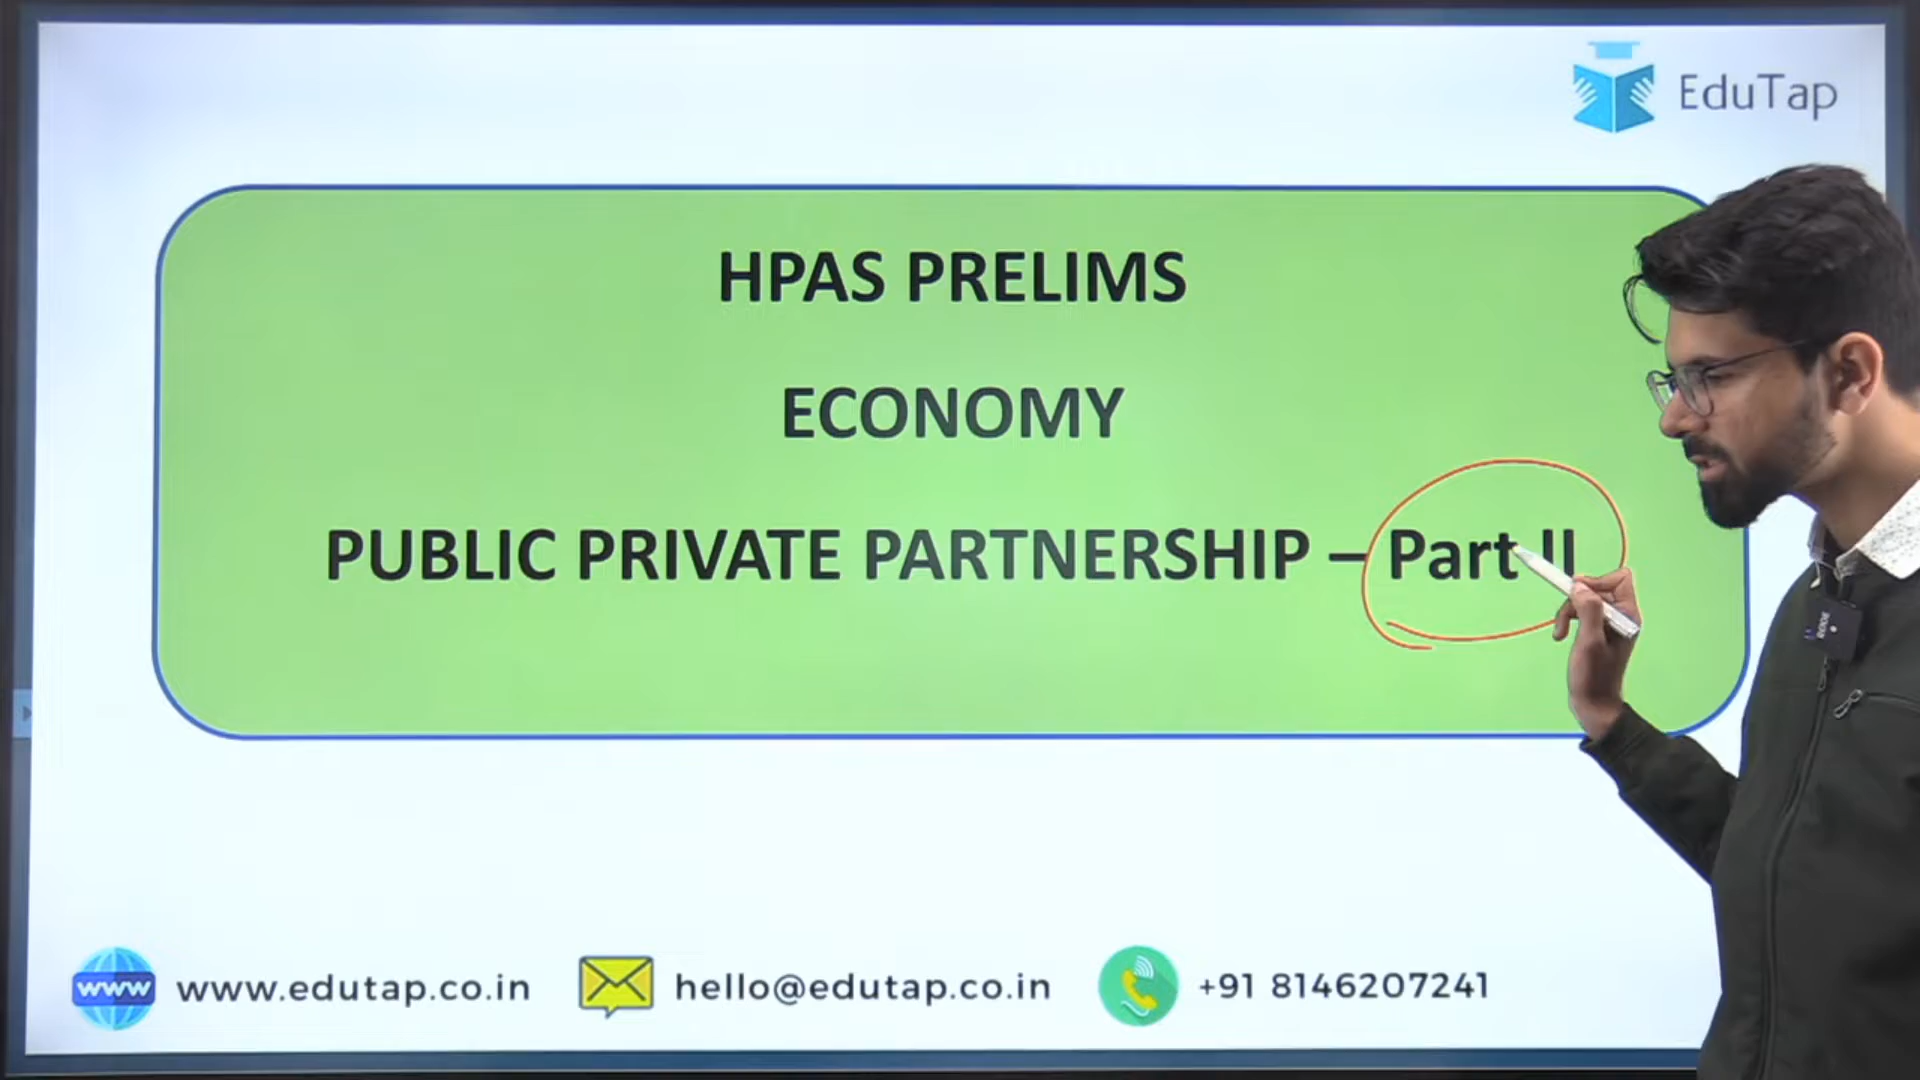 EduTap
HPAS PRELIMS
ECONOMY
PUBLIC PRIVATE PARTNERSHIP – Part II
www www.edutap.co.in hello@edutap.co.in +91 8146207241
RODE